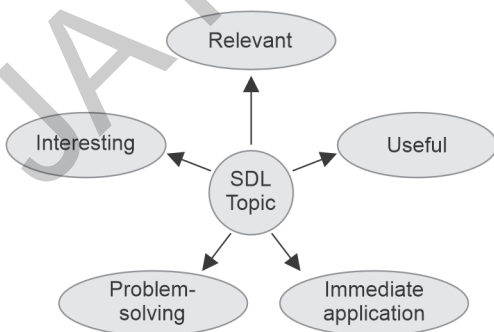 Relevant
Interesting
Useful
SDL
Topic
Problem-
solving
Immediate
application